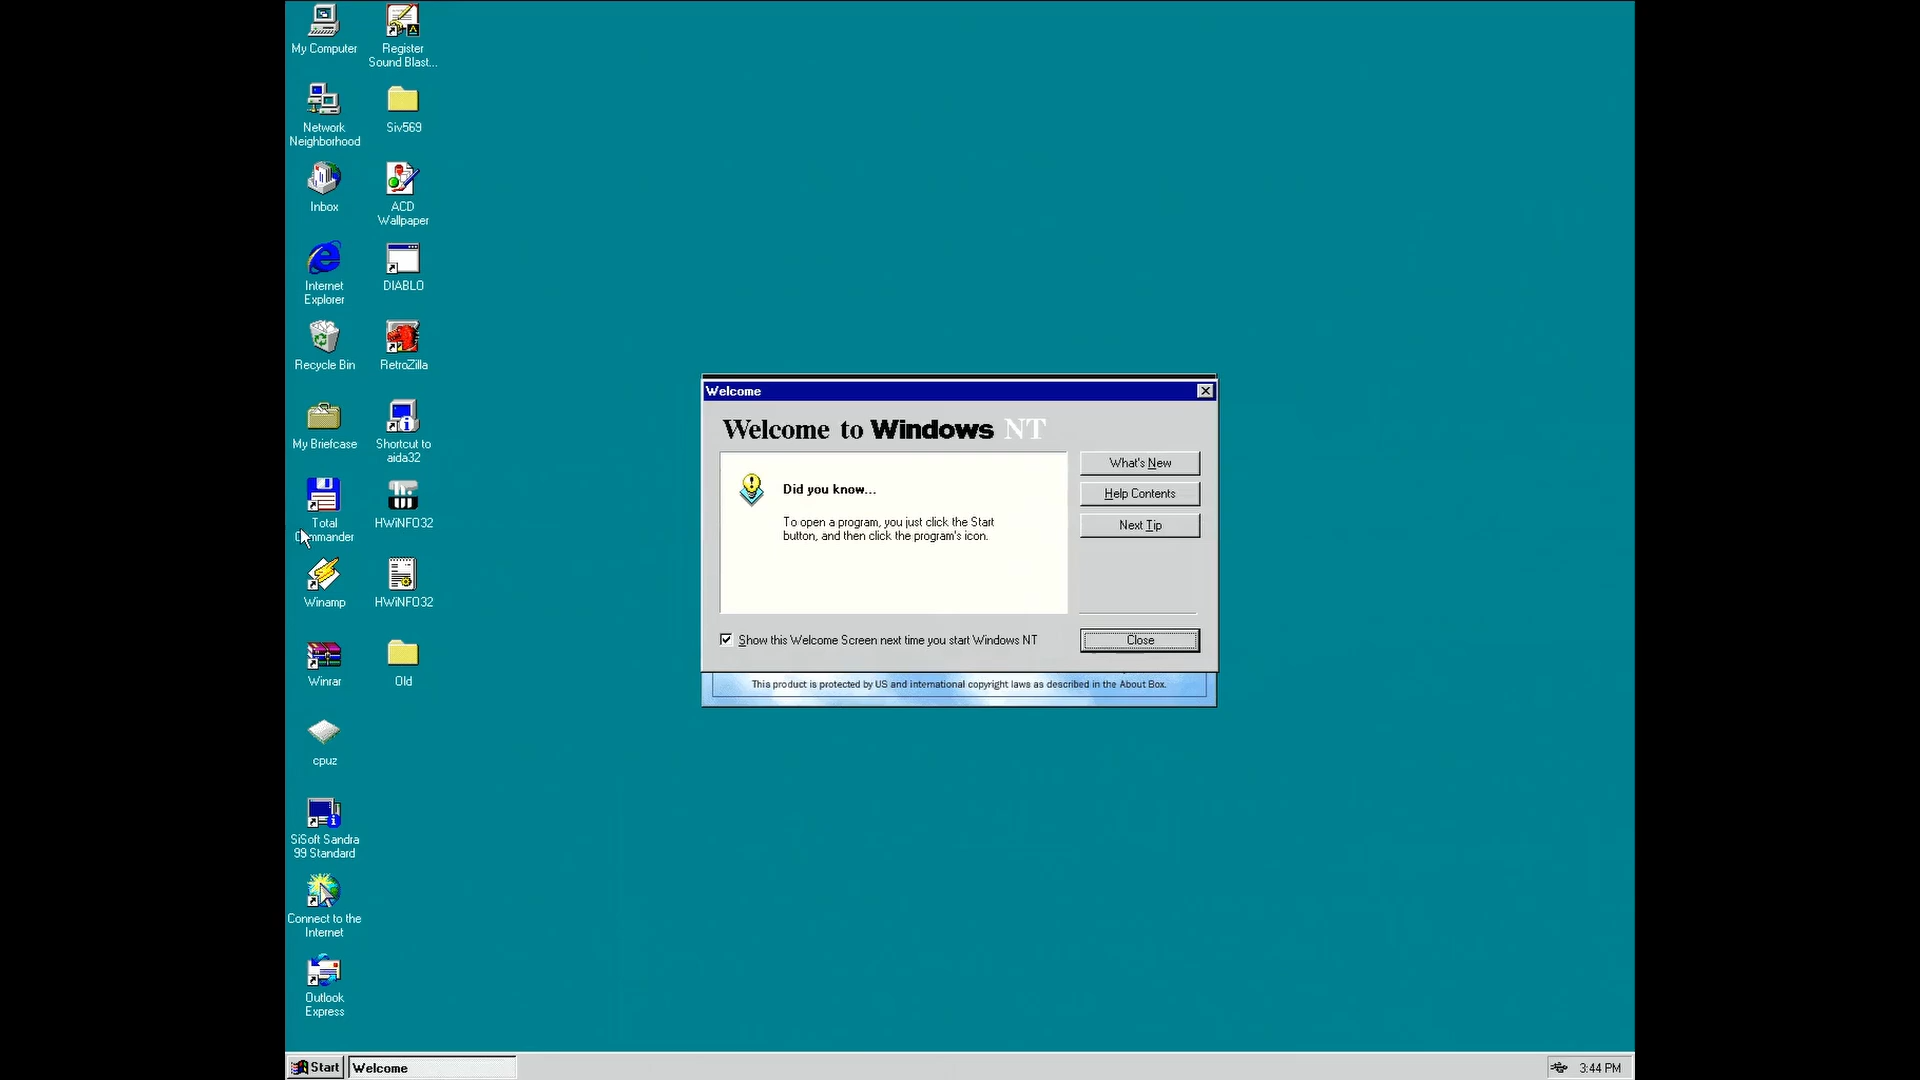 My Computer
Register
Sound Blast...
Network
Neighborhood
Siv569
Inbox
ACD
Wallpaper
Internet
Explorer
DIABLO
Recycle Bin
RetroZilla
My Briefcase
Shortcut to
aida32
Total
Commander
HWiNFO32
Winamp
HWiNFO32
Winrar
Old
cpuz
SiSoft Sandra
99 Standard
Connect to the
Internet
Outlook
Express
Welcome
Welcome to Windows NT
Did you know...
To open a program, you just click the Start
button, and then click the program's icon.
What's New
Help Contents
Next Tip
Show this Welcome Screen next time you start Windows NT
Close
This product is protected by US and international copyright laws as described in the About Box.
Start
Welcome
3:44 PM